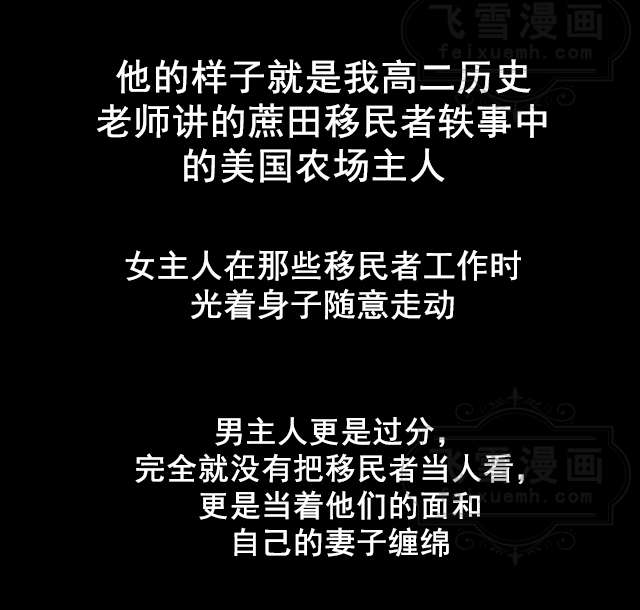 飞雪漫画
feixuemh.com
他的样子就是我高二历史
老师讲的蔗田移民者轶事中
的美国农场主人
女主人在那些移民者工作时
光着身子随意走动
男主人更是过分，
完全就没有把移民者当人看，
更是当着他们的面和
自己的妻子缠绵
飞雪漫画
feixuemh.com